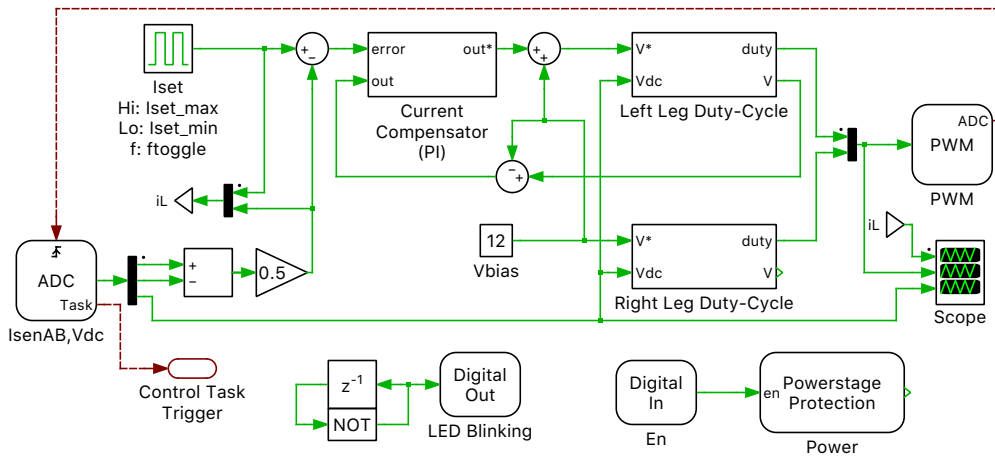 Iset
Hi: Iset_max
Lo: Iset_min
f: ftoggle
+
−
error
out
out*
Current
Compensator
(PI)
+
+
V*
Vdc
duty
V
Left Leg Duty-Cycle
ADC
PWM
PWM
−
+
iL
12
Vbias
V*
Vdc
duty
V
Right Leg Duty-Cycle
iL
Scope
ADC
Task
IsenAB,Vdc
+
−
0.5
Control Task
Trigger
z-1
NOT
Digital
Out
LED Blinking
Digital
In
En
en
Powerstage
Protection
Power